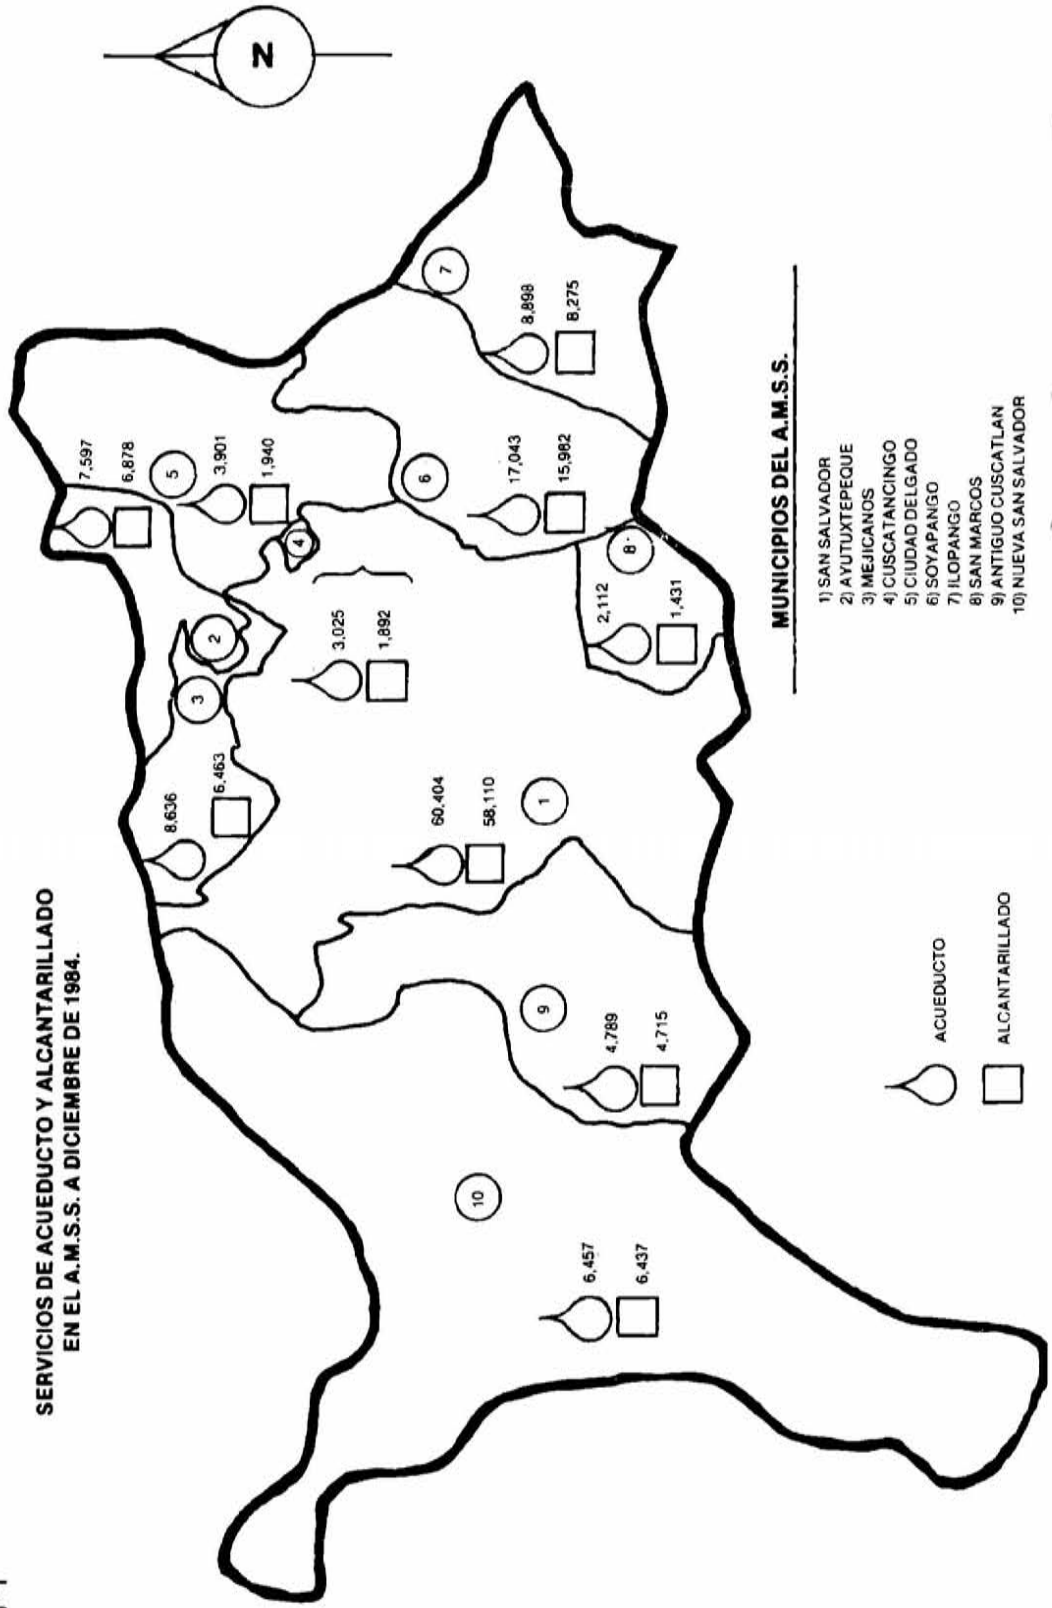 SERVICIOS DE ACUEDUCTO Y ALCANTARILLADO
EN EL A.M.S.S. A DICIEMBRE DE 1984.
N
7,597
6,878
5
3,901
1,940
4
2
3
8,636
6,463
3,025
1,892
6
17,043
15,982
7
8,898
8,275
8
2,112
1,431
60,404
58,110
1
9
4,789
4,715
10
6,457
6,437
ACUEDUCTO
ALCANTARILLADO
MUNICIPIOS DEL A.M.S.S.
1) SAN SALVADOR
2) AYUTUXTEPEQUE
3) MEJICANOS
4) CUSCATANCINGO
5) CIUDAD DELGADO
6) SOYAPANGO
7) ILOPANGO
8) SAN MARCOS
9) ANTIGUO CUSCATLAN
10) NUEVA SAN SALVADOR